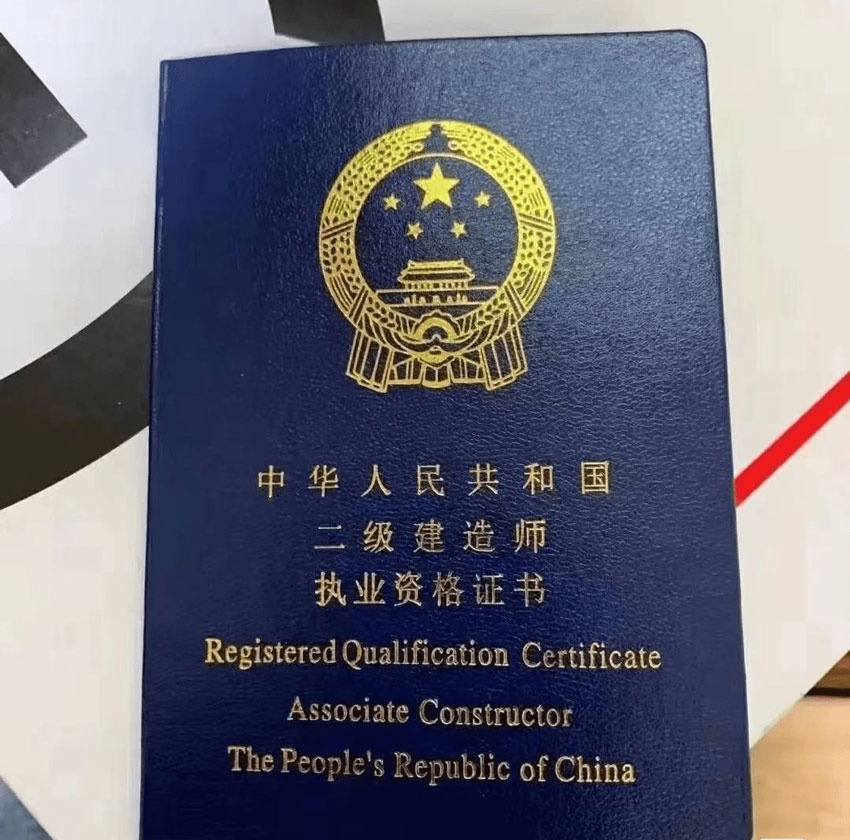 中华人民共和国
二级建造师
执业资格证书
Registered Qualification Certificate
Associate Constructor
The People's Republic of China